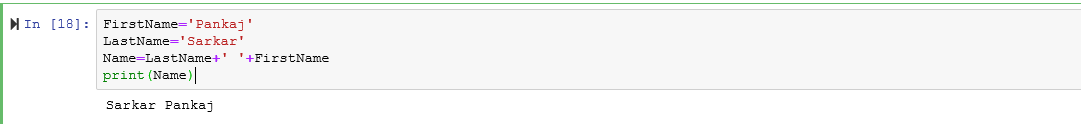 In [18]: FirstName='Pankaj'
LastName='Sarkar'
Name=LastName+' '+FirstName
print(Name)
Sarkar Pankaj